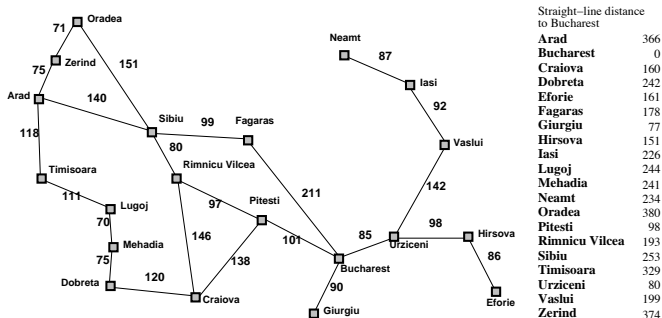 Oradea
71
Neamt
Zerind
87
75
151
Iasi
Arad
140
92
Sibiu
Fagaras
99
118
Vaslui
80
Rimnicu Vilcea
Timisoara
142
111
211
Lugoj
97
Pitesti
70
98
Hirsova
85
146
101
Urziceni
Mehadia
86
75
138
Bucharest
120
90
Dobreta
Craiova
Eforie
Giurgiu
Straight−line distance
to Bucharest
Arad 366
Bucharest 0
Craiova 160
Dobreta 242
Eforie 161
Fagaras 178
Giurgiu 77
Hirsova 151
Iasi 226
Lugoj 244
Mehadia 241
Neamt 234
Oradea 380
Pitesti 98
Rimnicu Vilcea 193
Sibiu 253
Timisoara 329
Urziceni 80
Vaslui 199
Zerind 374